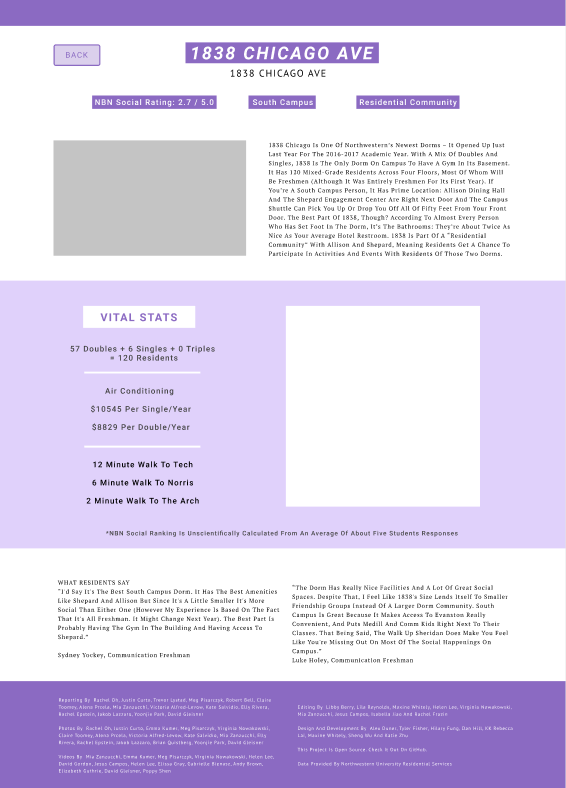 BACK
1838 CHICAGO AVE
1838 CHICAGO AVE
NBN Social Rating: 2.7 / 5.0
South Campus
Residential Community
1838 Chicago Is One Of Northwestern's Newest Dorms – It Opened Up Just
Last Year For The 2016-2017 Academic Year. With A Mix Of Doubles And
Singles, 1838 Is The Only Dorm On Campus To Have A Gym In Its Basement.
It Has 120 Mixed-Grade Residents Across Four Floors, Most Of Whom Will
Be Freshmen (Although It Was Entirely Freshmen For Its First Year). If
You're A South Campus Person, It Has Prime Location: Allison Dining Hall
And The Shepard Engagement Center Are Right Next Door And The Campus
Shuttle Can Pick You Up Or Drop You Off All Of Fifty Feet From Your Front
Door. The Best Part Of 1838, Though? According To Almost Every Person
Who Has Set Foot In The Dorm, It's The Bathrooms: They're About Twice As
Nice As Your Average Hotel Restroom. 1838 Is Part Of A "Residential
Community" With Allison And Shepard, Meaning Residents Get A Chance To
Participate In Activities And Events With Residents Of Those Two Dorms.
VITAL STATS
57 Doubles + 6 Singles + 0 Triples
= 120 Residents
Air Conditioning
$10545 Per Single/Year
$8829 Per Double/Year
12 Minute Walk To Tech
6 Minute Walk To Norris
2 Minute Walk To The Arch
*NBN Social Ranking Is Unscientifically Calculated From An Average Of About Five Students Responses
WHAT RESIDENTS SAY
"I'd Say It's The Best South Campus Dorm. It Has The Best Amenities
Like Shepard And Allison But Since It's A Little Smaller It's More
Social Than Either One (However My Experience Is Based On The Fact
That It's All Freshman. It Might Change Next Year). The Best Part Is
Probably Having The Gym In The Building And Having Access To
Shepard."
Sydney Yockey, Communication Freshman
"The Dorm Has Really Nice Facilities And A Lot Of Great Social
Spaces. Despite That, I Feel Like 1838's Size Lends Itself To Smaller
Friendship Groups Instead Of A Larger Dorm Community. South
Campus Is Great Because It Makes Access To Evanston Really
Convenient, And Puts Medill And Comm Kids Right Next To Their
Classes. That Being Said, The Walk Up Sheridan Does Make You Feel
Like You're Missing Out On Most Of The Social Happenings On
Campus."
Luke Holey, Communication Freshman
Reporting By Rachel Oh, Justin Curto, Trevor Lystad, Meg Pisarczyk, Robert Bell, Claire
Toomey, Alena Prcela, Mia Zanzucchi, Victoria Alfred-Levow, Kate Salvidio, Elly Rivera,
Rachel Epstein, Jakob Lazzaro, Yoonjie Park, David Gleisner
Photos By Rachel Oh, Justin Curto, Emma Kumer, Meg Pisarczyk, Virginia Nowakowski,
Claire Toomey, Alena Prcela, Victoria Alfred-Levow, Kate Salvidio, Mia Zanzucchi, Elly
Rivera, Rachel Epstein, Jakob Lazzaro, Brian Quistberg, Yoonjie Park, David Gleisner
Videos By Mia Zanzucchi, Emma Kumer, Meg Pisarczyk, Virginia Nowakowski, Helen Lee,
David Gordon, Jesus Campos, Helen Lee, Elissa Gray, Gabrielle Bienasz, Andy Brown,
Elizabeth Guthrie, David Gleisner, Poppy Shen
Editing By Libby Berry, Lila Reynolds, Maxine Whitely, Helen Lee, Virginia Nowakowski,
Mia Zanzucchi, Jesus Campos, Isabella Jiao And Rachel Frazin
Design And Development By Alex Duner, Tyler Fisher, Hilary Fung, Dan Hill, KK Rebecca
Lai, Maxine Whitely, Sheng Wu And Katie Zhu
This Project Is Open Source. Check It Out On GitHub.
Data Provided By Northwestern University Residential Services